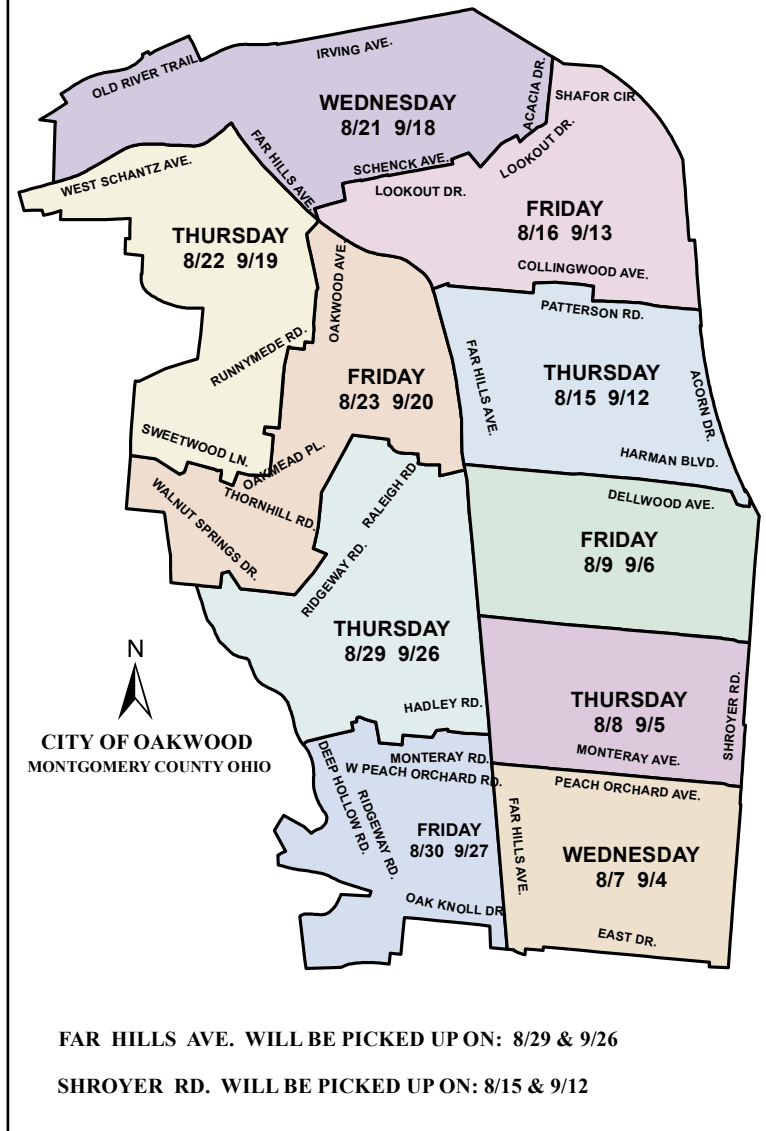 IRVING AVE.
OLD RIVER TRAIL
ACACIA DR.
SHAFOR CIR
WEDNESDAY
8/21 9/18
LOOKOUT DR.
FAR HILLS AVE.
SCHENCK AVE.
WEST SCHANTZ AVE.
LOOKOUT DR.
FRIDAY
8/16 9/13
THURSDAY
8/22 9/19
OAKWOOD AVE.
COLLINGWOOD AVE.
PATTERSON RD.
RUNNYMEDE RD.
FAR HILLS AVE.
FRIDAY
8/23 9/20
THURSDAY
8/15 9/12
ACORN DR.
SWEETWOOD LN.
HARMAN BLVD.
OAKMEAD PL.
THORNHILL RD.
WALNUT SPRINGS DR.
RALEIGH RD.
DELLWOOD AVE.
FRIDAY
8/9 9/6
RIDGEWAY RD.
THURSDAY
8/29 9/26
N
CITY OF OAKWOOD
MONTGOMERY COUNTY OHIO
HADLEY RD.
THURSDAY
8/8 9/5
SHROYER RD.
MONTERAY AVE.
MONTERAY RD.
W PEACH ORCHARD RD.
DEEP HOLLOW RD.
RIDGEWAY RD.
PEACH ORCHARD AVE.
FRIDAY
8/30 9/27
FAR HILLS AVE.
WEDNESDAY
8/7 9/4
OAK KNOLL DR
EAST DR.
FAR HILLS AVE. WILL BE PICKED UP ON: 8/29 & 9/26
SHROYER RD. WILL BE PICKED UP ON: 8/15 & 9/12